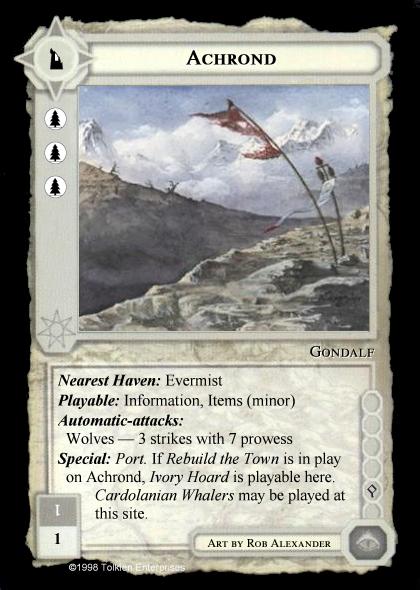 ACHROND
GONDALF
Nearest Haven: Evermist
Playable: Information, Items (minor)
Automatic-attacks:
Wolves — 3 strikes with 7 prowess
Special: Port. If Rebuild the Town is in play
on Achrond, Ivory Hoard is playable here.
Cardolanian Whalers may be played at
this site.
1
1
ART BY ROB ALEXANDER
©1998 Tolkien Enterprises